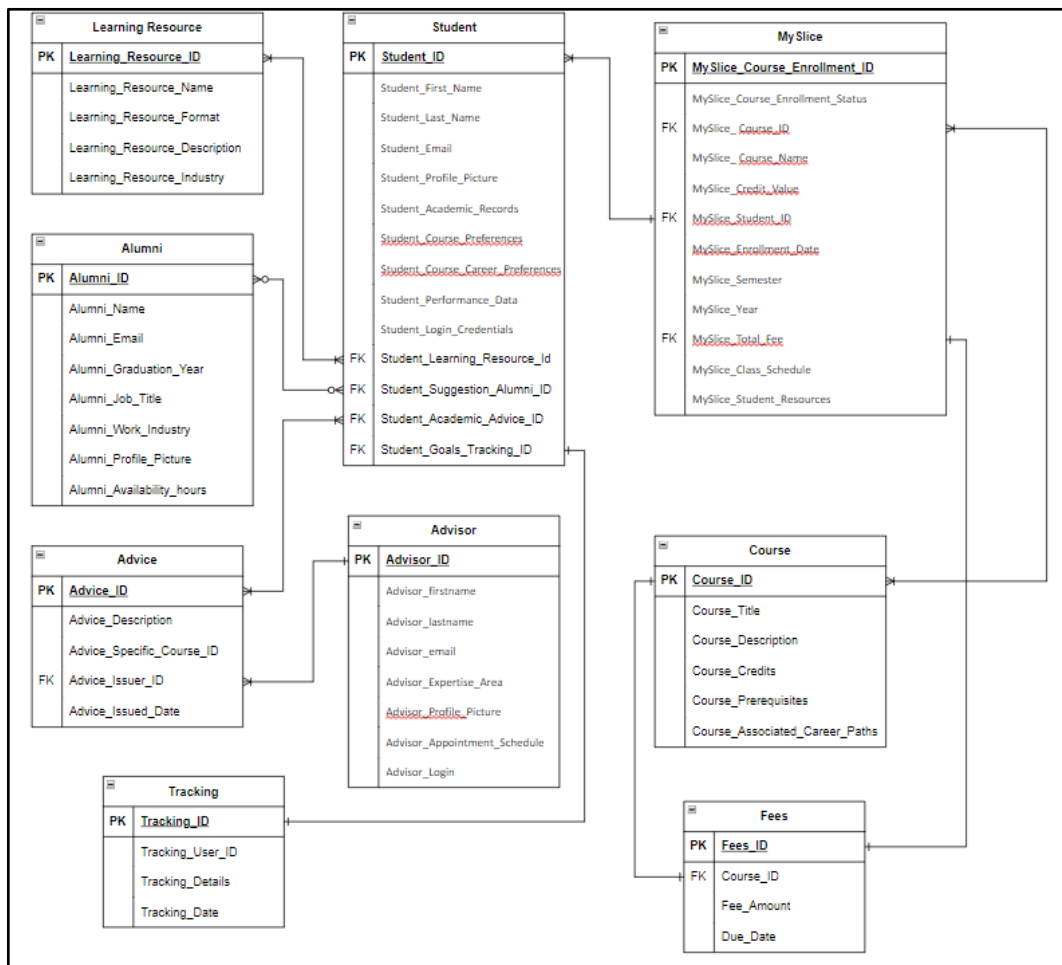 Learning Resource
PK Learning_Resource_ID
Learning_Resource_Name
Learning_Resource_Format
Learning_Resource_Description
Learning_Resource_Industry
Student
PK Student_ID
Student_First_Name
Student_Last_Name
Student_Email
Student_Profile_Picture
Student_Academic_Records
Student_Course_Preferences
Student_Course_Career_Preferences
Student_Performance_Data
Student_Login_Credentials
FK Student_Learning_Resource_Id
FK Student_Suggestion_Alumni_ID
FK Student_Academic_Advice_ID
FK Student_Goals_Tracking_ID
MySlice
PK MySlice_Course_Enrollment_ID
MySlice_Course_Enrollment_Status
FK MySlice_ Course_ID
MySlice_ Course_Name
MySlice_Credit_Value
FK MySlice_Student_ID
MySlice_Enrollment_Date
MySlice_Semester
MySlice_Year
FK MySlice_Total_Fee
MySlice_Class_Schedule
MySlice_Student_Resources
Alumni
PK Alumni_ID
Alumni_Name
Alumni_Email
Alumni_Graduation_Year
Alumni_Job_Title
Alumni_Work_Industry
Alumni_Profile_Picture
Alumni_Availability_hours
Advice
PK Advice_ID
Advice_Description
Advice_Specific_Course_ID
FK Advice_Issuer_ID
Advice_Issued_Date
Advisor
PK Advisor_ID
Advisor_firstname
Advisor_lastname
Advisor_email
Advisor_Expertise_Area
Advisor_Profile_Picture
Advisor_Appointment_Schedule
Advisor_Login
Course
PK Course_ID
Course_Title
Course_Description
Course_Credits
Course_Prerequisites
Course_Associated_Career_Paths
Tracking
PK Tracking_ID
Tracking_User_ID
Tracking_Details
Tracking_Date
Fees
PK Fees_ID
FK Course_ID
Fee_Amount
Due_Date